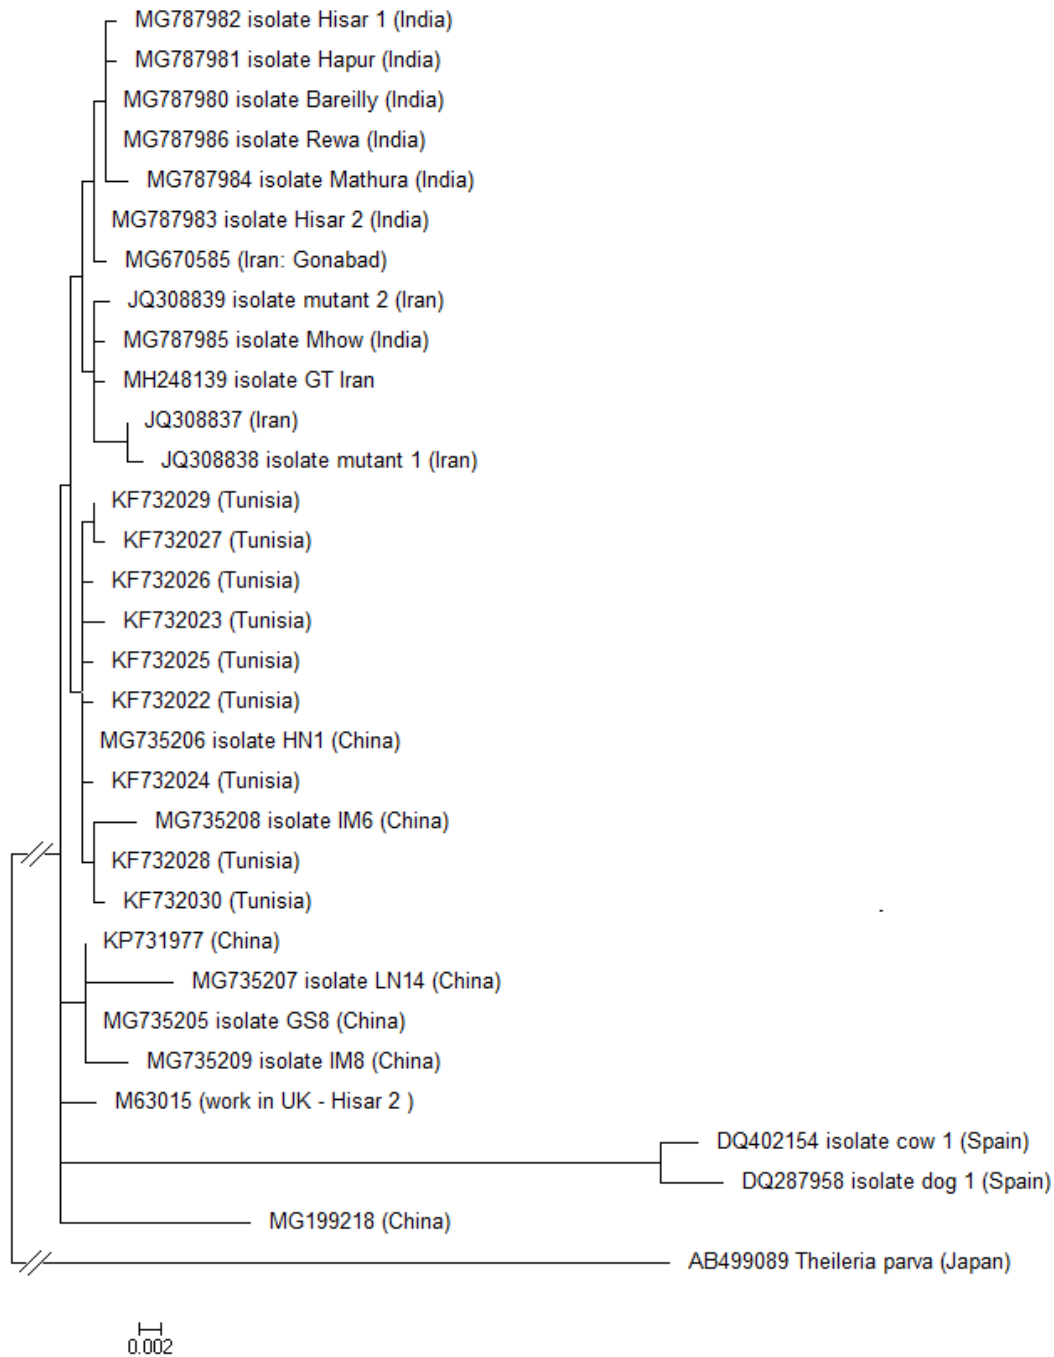 MG787982 isolate Hisar 1 (India)
MG787981 isolate Hapur (India)
MG787980 isolate Bareilly (India)
MG787986 isolate Rewa (India)
MG787984 isolate Mathura (India)
MG787983 isolate Hisar 2 (India)
MG670585 (Iran: Gonabad)
JQ308839 isolate mutant 2 (Iran)
MG787985 isolate Mhow (India)
MH248139 isolate GT Iran
JQ308837 (Iran)
JQ308838 isolate mutant 1 (Iran)
KF732029 (Tunisia)
KF732027 (Tunisia)
KF732026 (Tunisia)
KF732023 (Tunisia)
KF732025 (Tunisia)
KF732022 (Tunisia)
MG735206 isolate HN1 (China)
KF732024 (Tunisia)
MG735208 isolate IM6 (China)
KF732028 (Tunisia)
KF732030 (Tunisia)
KP731977 (China)
MG735207 isolate LN14 (China)
MG735205 isolate GS8 (China)
MG735209 isolate IM8 (China)
M63015 (work in UK - Hisar 2 )
DQ402154 isolate cow 1 (Spain)
DQ287958 isolate dog 1 (Spain)
MG199218 (China)
AB499089 Theileria parva (Japan)
0.002